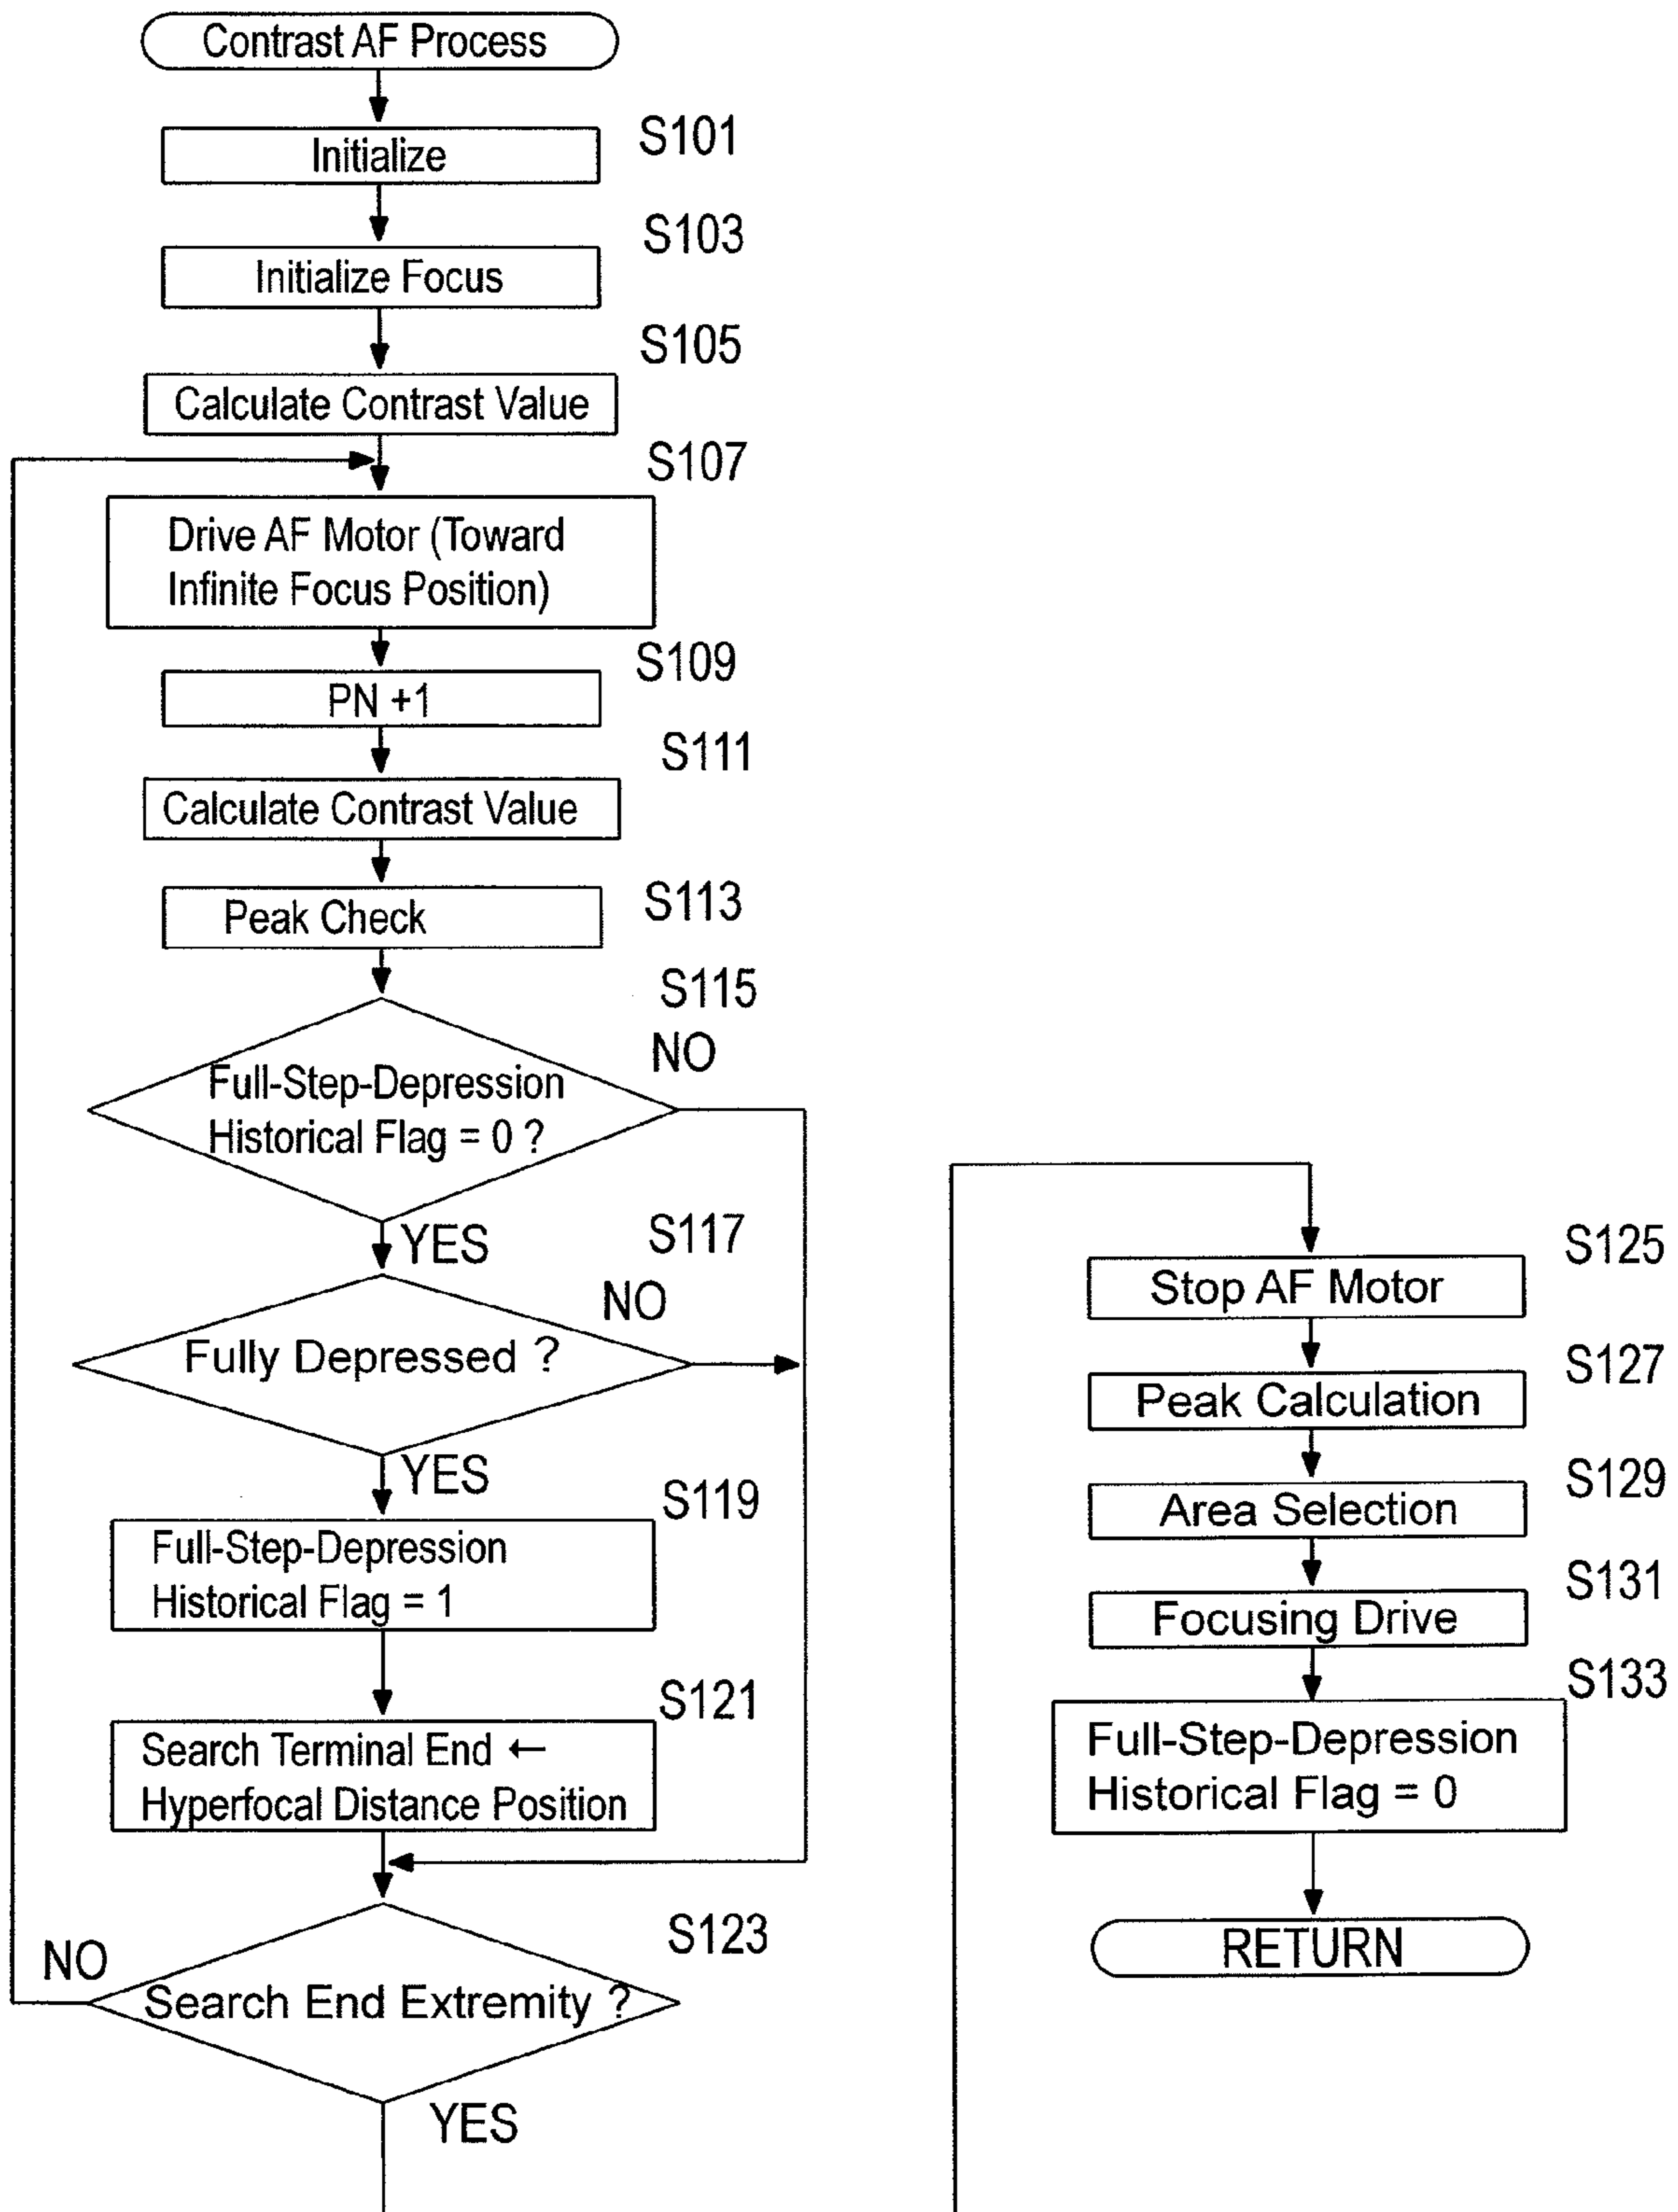 Contrast AF Process
S101
Initialize
S103
Initialize Focus
S105
Calculate Contrast Value
S107
Drive AF Motor (Toward
Infinite Focus Position)
S109
PN +1
S111
Calculate Contrast Value
S113
Peak Check
S115
NO
Full-Step-Depression
Historical Flag = 0 ?
YES
S117
NO
Fully Depressed ?
YES
S119
Full-Step-Depression
Historical Flag = 1
S121
Search Terminal End ←
Hyperfocal Distance Position
S123
NO
Search End Extremity ?
YES
S125
Stop AF Motor
S127
Peak Calculation
S129
Area Selection
S131
Focusing Drive
S133
Full-Step-Depression
Historical Flag = 0
RETURN